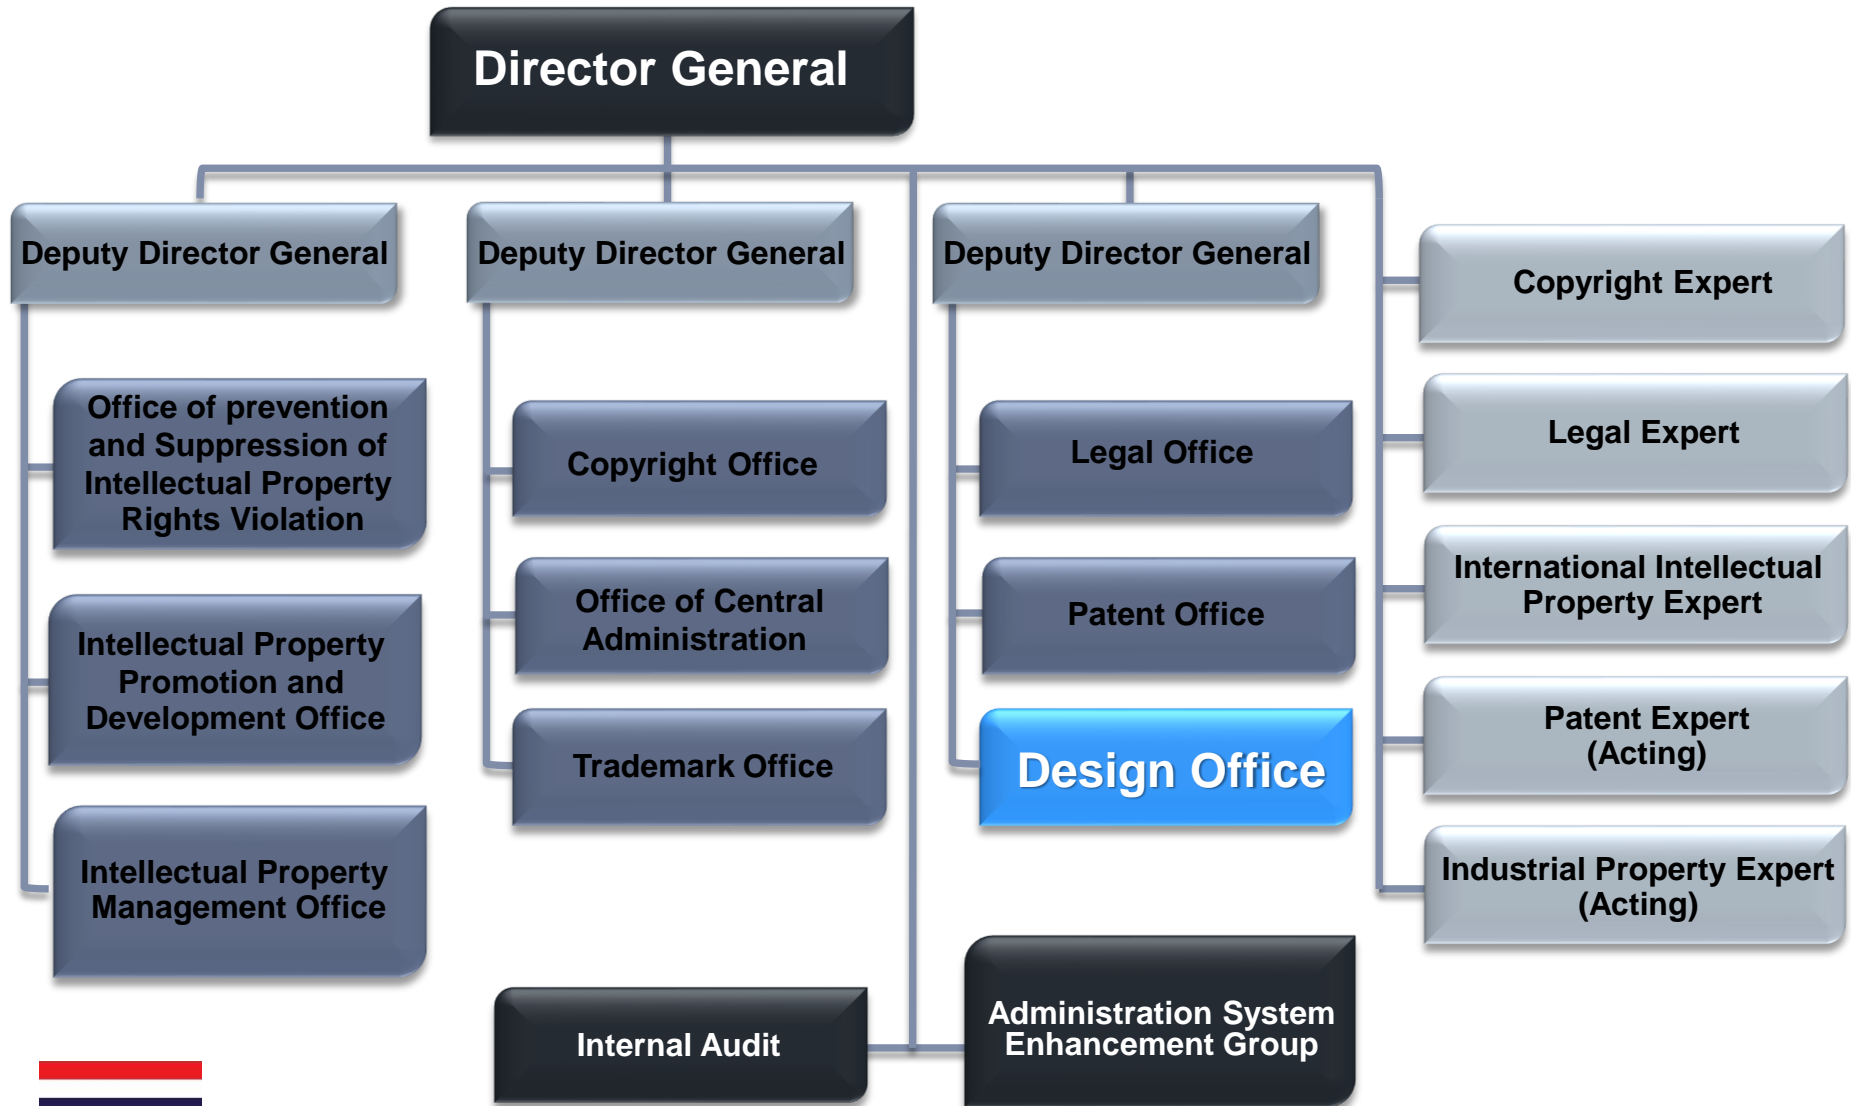 Director General
Deputy Director General
Office of prevention
and Suppression of
Intellectual Property
Rights Violation
Intellectual Property
Promotion and
Development Office
Intellectual Property
Management Office
Deputy Director General
Copyright Office
Office of Central
Administration
Trademark Office
Deputy Director General
Legal Office
Patent Office
Design Office
Copyright Expert
Legal Expert
International Intellectual
Property Expert
Patent Expert
(Acting)
Industrial Property Expert
(Acting)
Internal Audit
Administration System
Enhancement Group